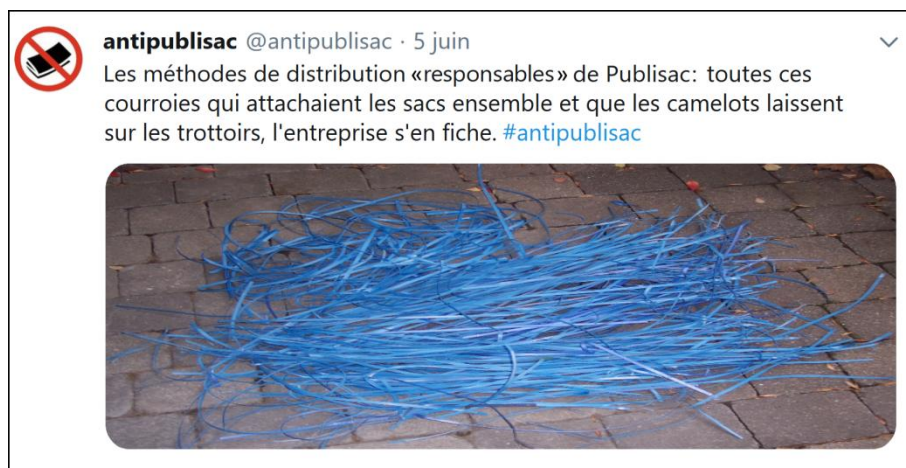 antipublisac @antipublisac · 5 juin
Les méthodes de distribution «responsables» de Publisac: toutes ces
courroies qui attachaient les sacs ensemble et que les camelots laissent
sur les trottoirs, l'entreprise s'en fiche. #antipublisac